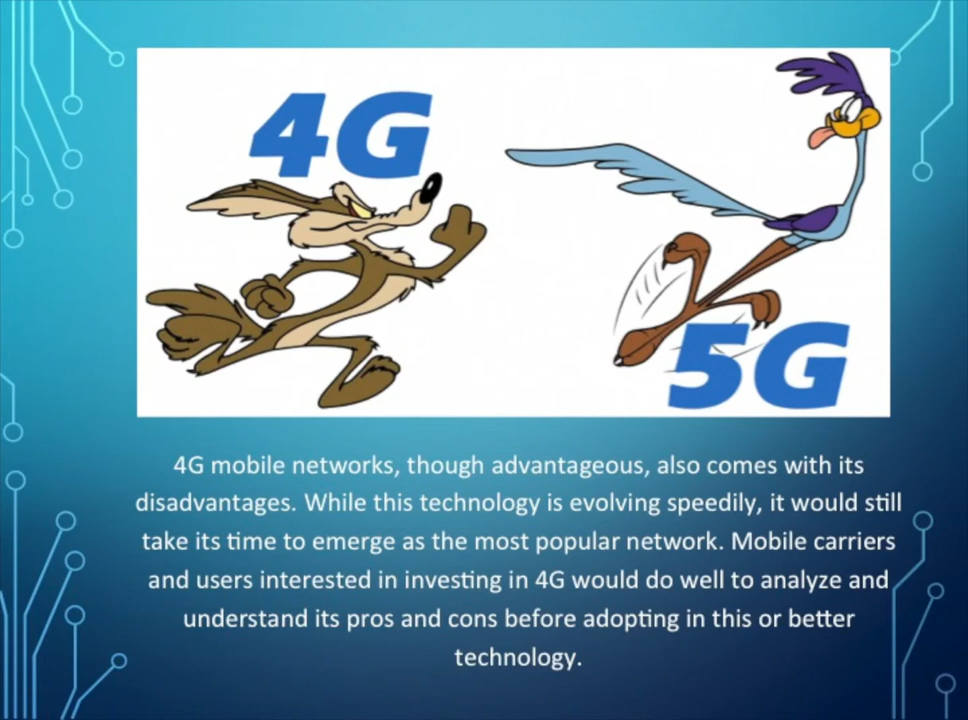 4G
5G
4G mobile networks, though advantageous, also comes with its
disadvantages. While this technology is evolving speedily, it would still
take its time to emerge as the most popular network. Mobile carriers
and users interested in investing in 4G would do well to analyze and
understand its pros and cons before adopting in this or better
technology.